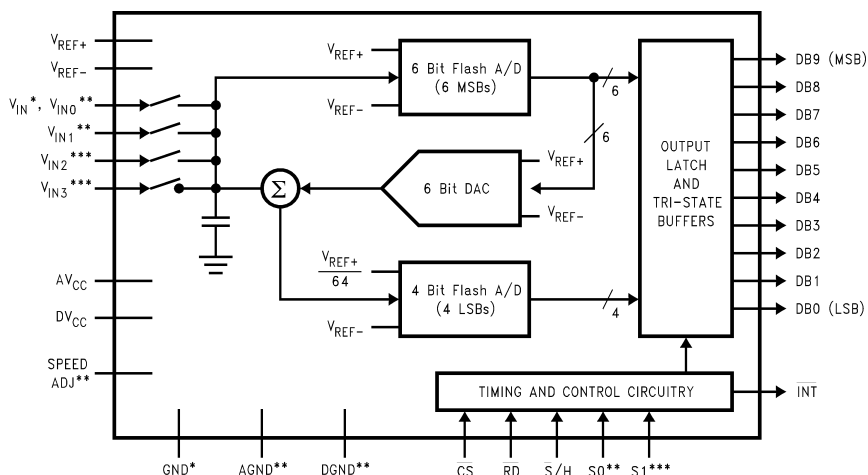 V_REF+
V_REF-
V_IN*, V_IN0**
V_IN1**
V_IN2***
V_IN3***
AV_CC
DV_CC
SPEED
ADJ**
V_REF+
V_REF-
6 Bit Flash A/D
(6 MSBs)
6
6
6 Bit DAC
V_REF+
V_REF-
Σ
V_REF+
64
V_REF-
4 Bit Flash A/D
(4 LSBs)
4
OUTPUT
LATCH
AND
TRI-STATE
BUFFERS
DB9 (MSB)
DB8
DB7
DB6
DB5
DB4
DB3
DB2
DB1
DB0 (LSB)
TIMING AND CONTROL CIRCUITRY
I̅N̅T̅
GND*
AGND**
DGND**
C̅S̅
R̅D̅
S̅/H
S0**
S1***